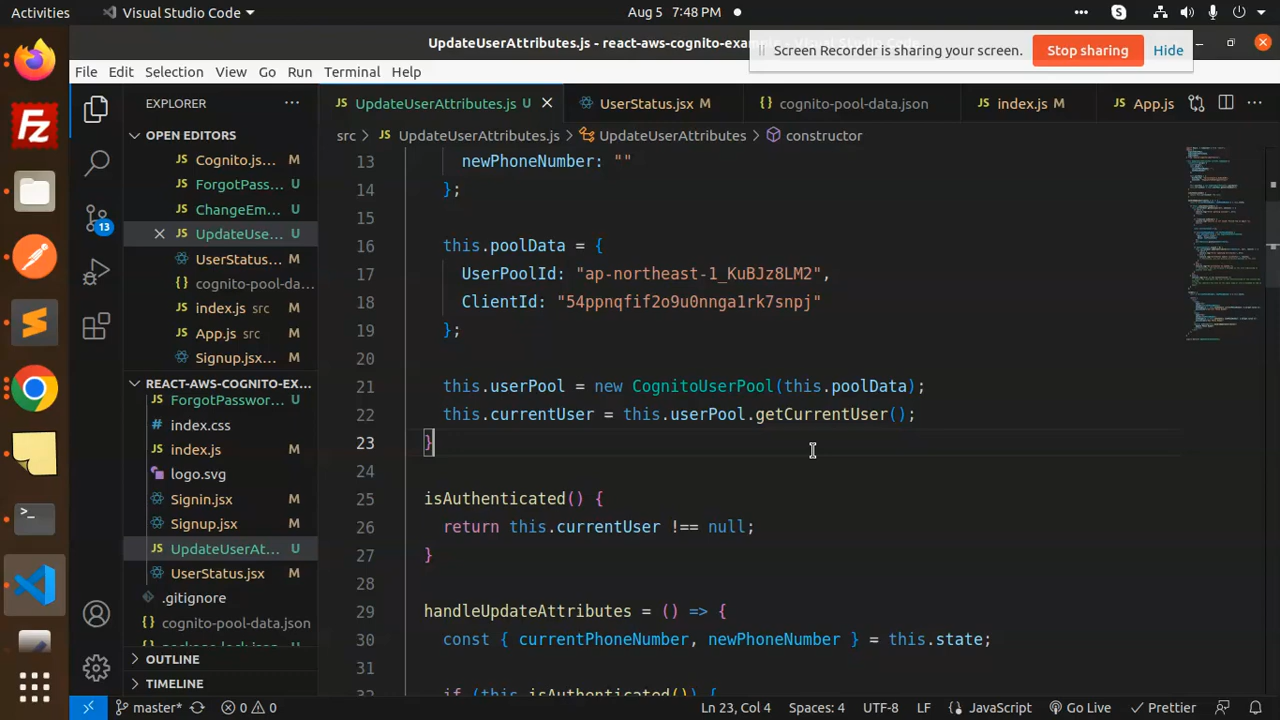 Activities
Visual Studio Code
Aug 5 7:48 PM
UpdateUserAttributes.js - react-aws-cognito-exa
Screen Recorder is sharing your screen.
Stop sharing
Hide
File Edit Selection View Go Run Terminal Help
EXPLORER
OPEN EDITORS
Cognito.js... M
ForgotPass... U
ChangeEm... U
UpdateUse... U
UserStatus... M
cognito-pool-da...
index.js src M
App.js src M
Signup.jsx... M
REACT-AWS-COGNITO-EX...
ForgotPasswor... U
index.css
index.js M
logo.svg
Signin.jsx M
Signup.jsx M
UpdateUserAt... U
UserStatus.jsx M
.gitignore
cognito-pool-data.json
package-lock.json
OUTLINE
TIMELINE
13
UpdateUserAttributes.js U
UserStatus.jsx M
cognito-pool-data.json
index.js M
App.js
src > UpdateUserAttributes.js > UpdateUserAttributes > constructor
13 newPhoneNumber: ""
14 };
15
16 this.poolData = {
17 UserPoolId: "ap-northeast-1_KuBJz8LM2",
18 ClientId: "54ppnqfif2o9u0nnga1rk7snpj"
19 };
20
21 this.userPool = new CognitoUserPool(this.poolData);
22 this.currentUser = this.userPool.getCurrentUser();
23 }
24
25 isAuthenticated() {
26 return this.currentUser !== null;
27 }
28
29 handleUpdateAttributes = () => {
30 const { currentPhoneNumber, newPhoneNumber } = this.state;
31
32 if (this.isAuthenticated()) {
master*
0 0
Ln 23, Col 4
Spaces: 4
UTF-8
LF
JavaScript
Go Live
Prettier